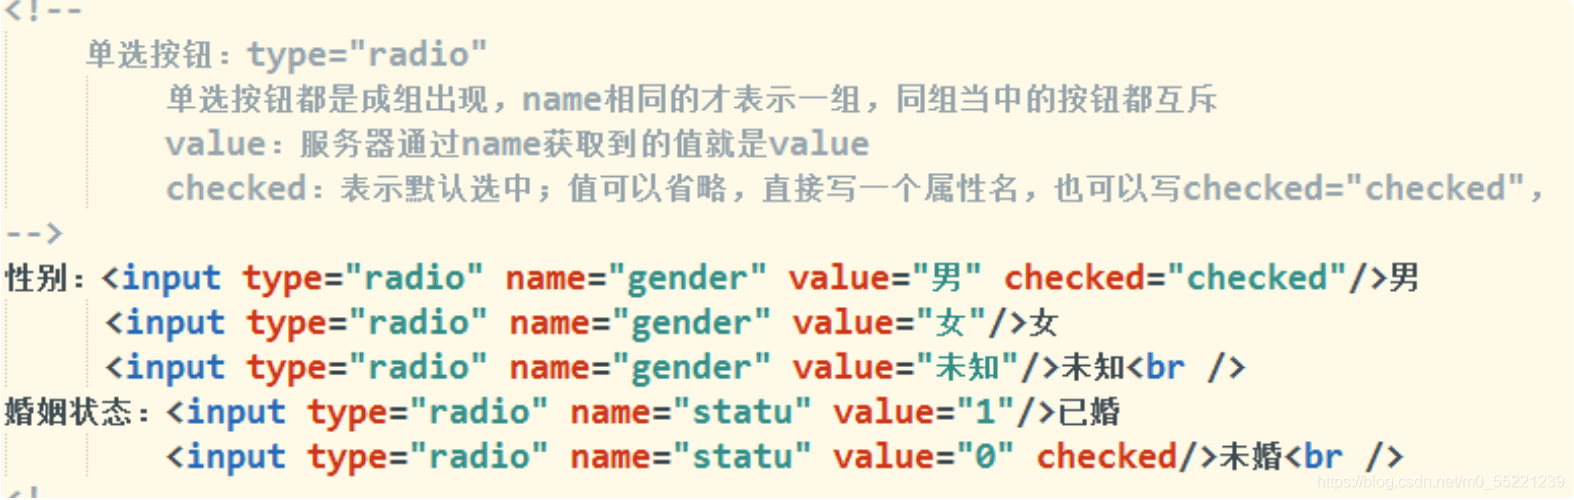 <!--
单选按钮：type="radio"
单选按钮都是成组出现，name相同的才表示一组，同组当中的按钮都互斥
value：服务器通过name获取到的值就是value
checked：表示默认选中；值可以省略，直接写一个属性名，也可以写checked="checked"，
-->
性别：<input type="radio" name="gender" value="男" checked="checked"/>男
<input type="radio" name="gender" value="女"/>女
<input type="radio" name="gender" value="未知"/>未知<br />
婚姻状态：<input type="radio" name="statu" value="1"/>已婚
<input type="radio" name="statu" value="0" checked/>未婚<br />
https://blog.csdn.net/m0_55221239